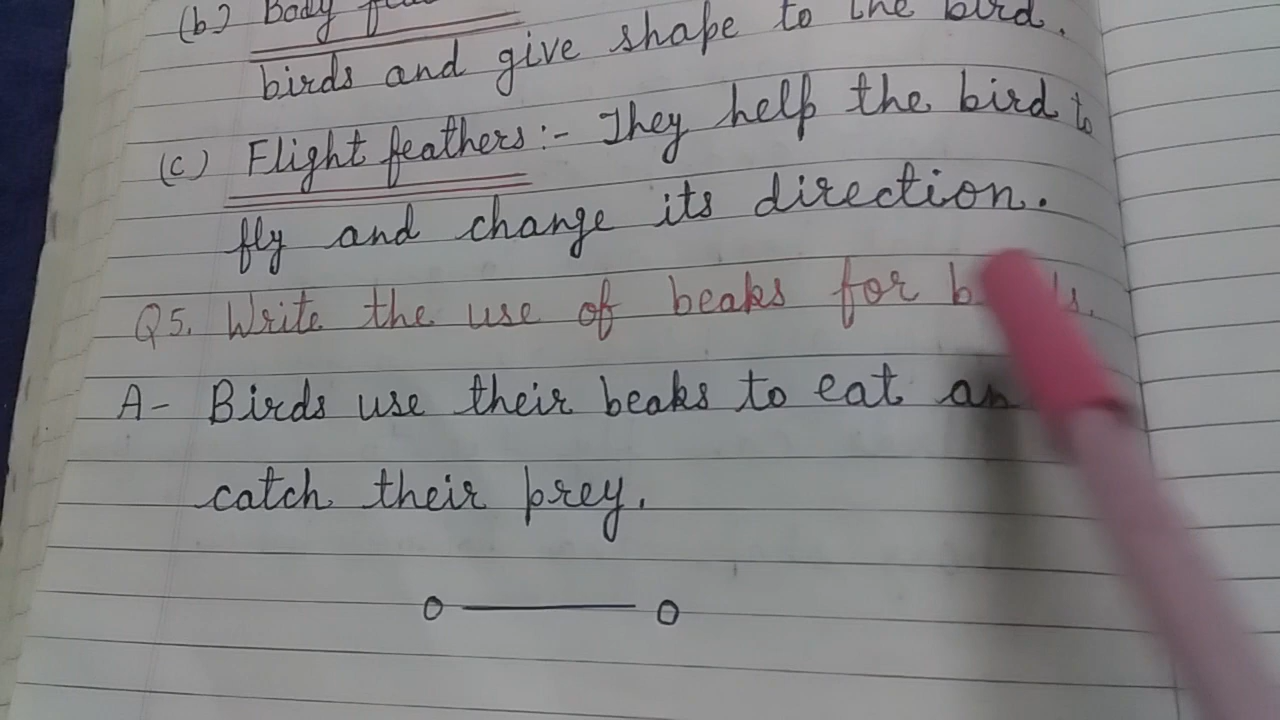 (b) Body
birds and give shape to the bird.
(c) Flight feathers:- They help the bird to
fly and change its direction.
Q5. Write the use of beaks for
A- Birds use their beaks to eat
catch their prey.